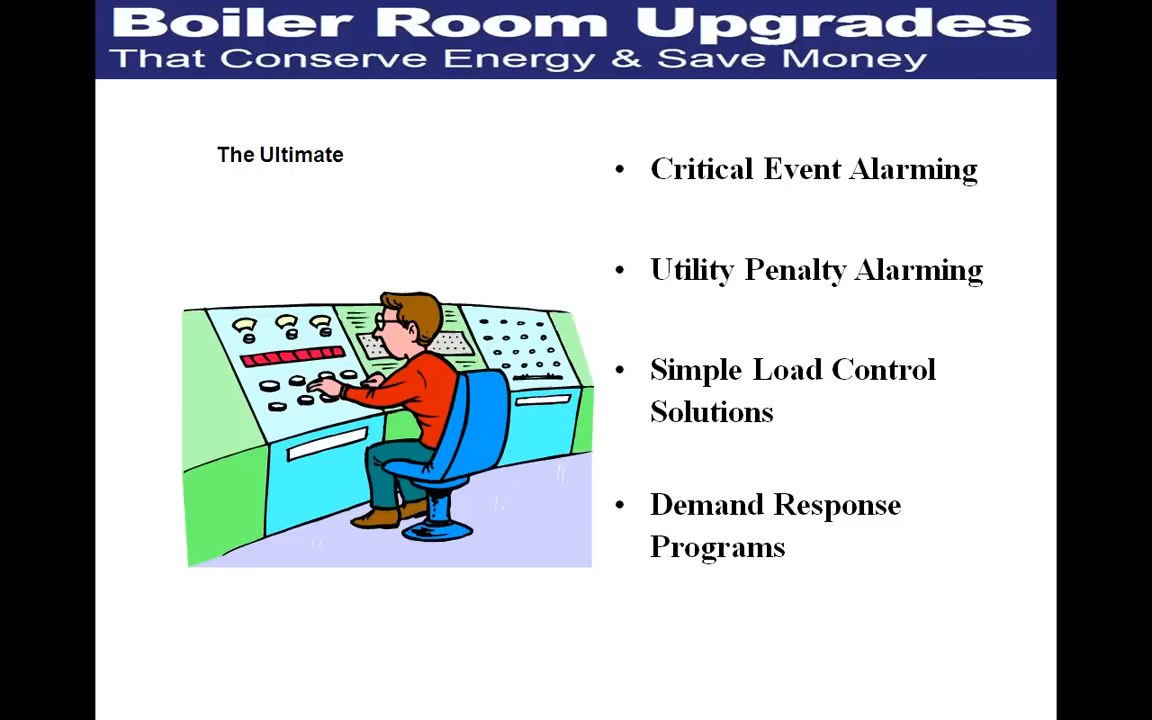 Boiler Room Upgrades
That Conserve Energy & Save Money
The Ultimate
• Critical Event Alarming
• Utility Penalty Alarming
• Simple Load Control
Solutions
• Demand Response
Programs